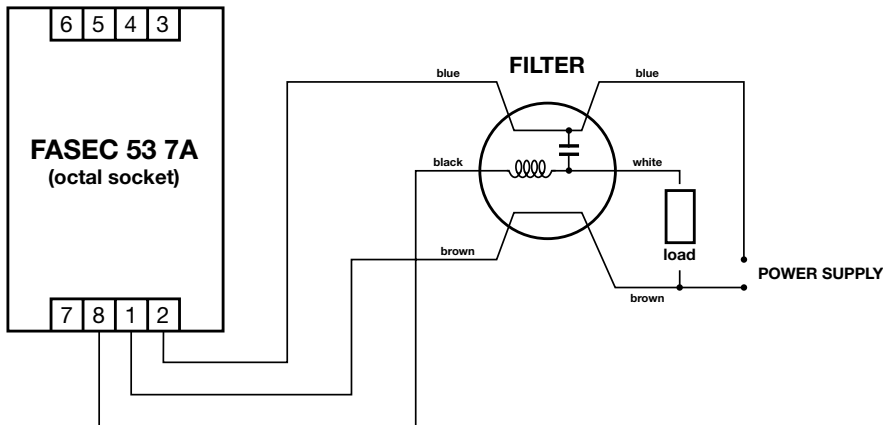 6 5 4 3
FASEC 53 7A
(octal socket)
7 8 1 2
FILTER
blue
blue
black
white
brown
load
brown
POWER SUPPLY